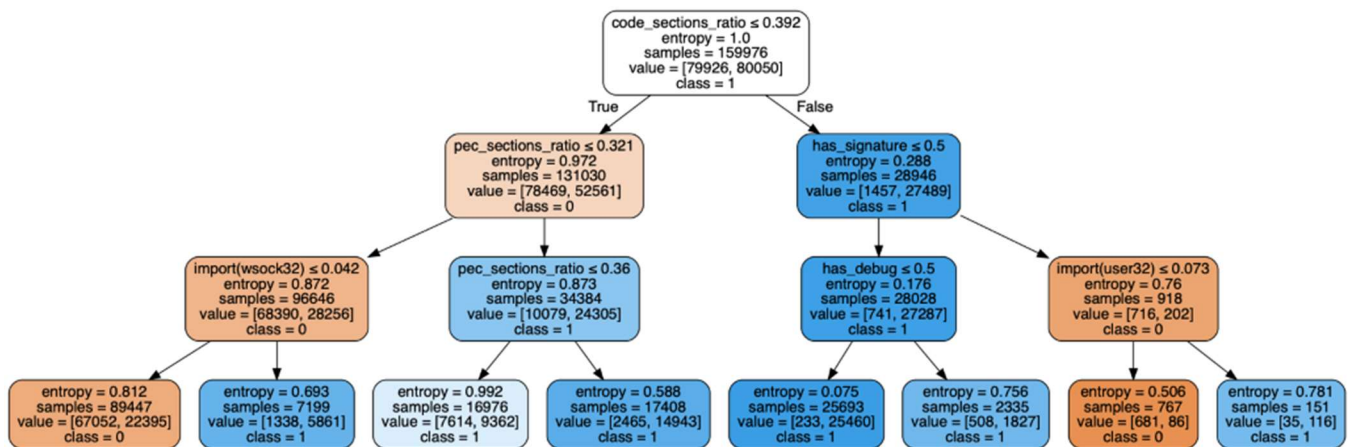 code_sections_ratio ≤ 0.392
entropy = 1.0
samples = 159976
value = [79926, 80050]
class = 1
True
False
pec_sections_ratio ≤ 0.321
entropy = 0.972
samples = 131030
value = [78469, 52561]
class = 0
has_signature ≤ 0.5
entropy = 0.288
samples = 28946
value = [1457, 27489]
class = 1
import(wsock32) ≤ 0.042
entropy = 0.872
samples = 96646
value = [68390, 28256]
class = 0
pec_sections_ratio ≤ 0.36
entropy = 0.873
samples = 34384
value = [10079, 24305]
class = 1
has_debug ≤ 0.5
entropy = 0.176
samples = 28028
value = [741, 27287]
class = 1
import(user32) ≤ 0.073
entropy = 0.76
samples = 918
value = [716, 202]
class = 0
entropy = 0.812
samples = 89447
value = [67052, 22395]
class = 0
entropy = 0.693
samples = 7199
value = [1338, 5861]
class = 1
entropy = 0.992
samples = 16976
value = [7614, 9362]
class = 1
entropy = 0.588
samples = 17408
value = [2465, 14943]
class = 1
entropy = 0.075
samples = 25693
value = [233, 25460]
class = 1
entropy = 0.756
samples = 2335
value = [508, 1827]
class = 1
entropy = 0.506
samples = 767
value = [681, 86]
class = 0
entropy = 0.781
samples = 151
value = [35, 116]
class = 1